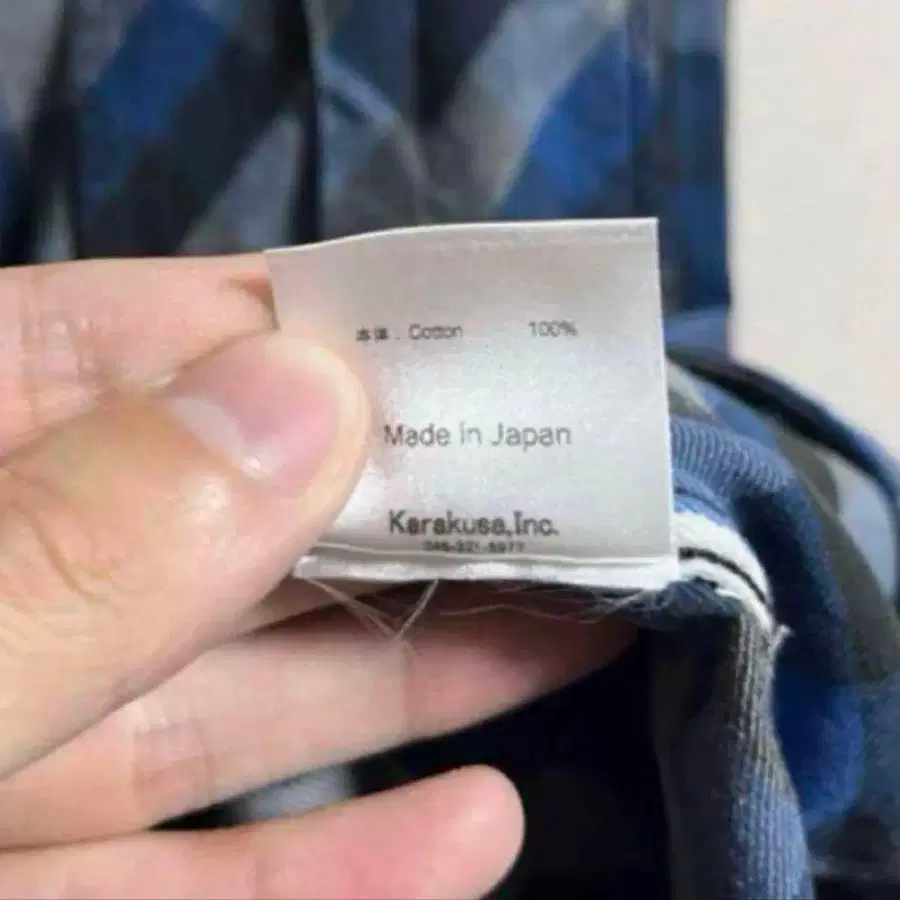 本体 . Cotton 100%
Made in Japan
Karakusa,Inc.